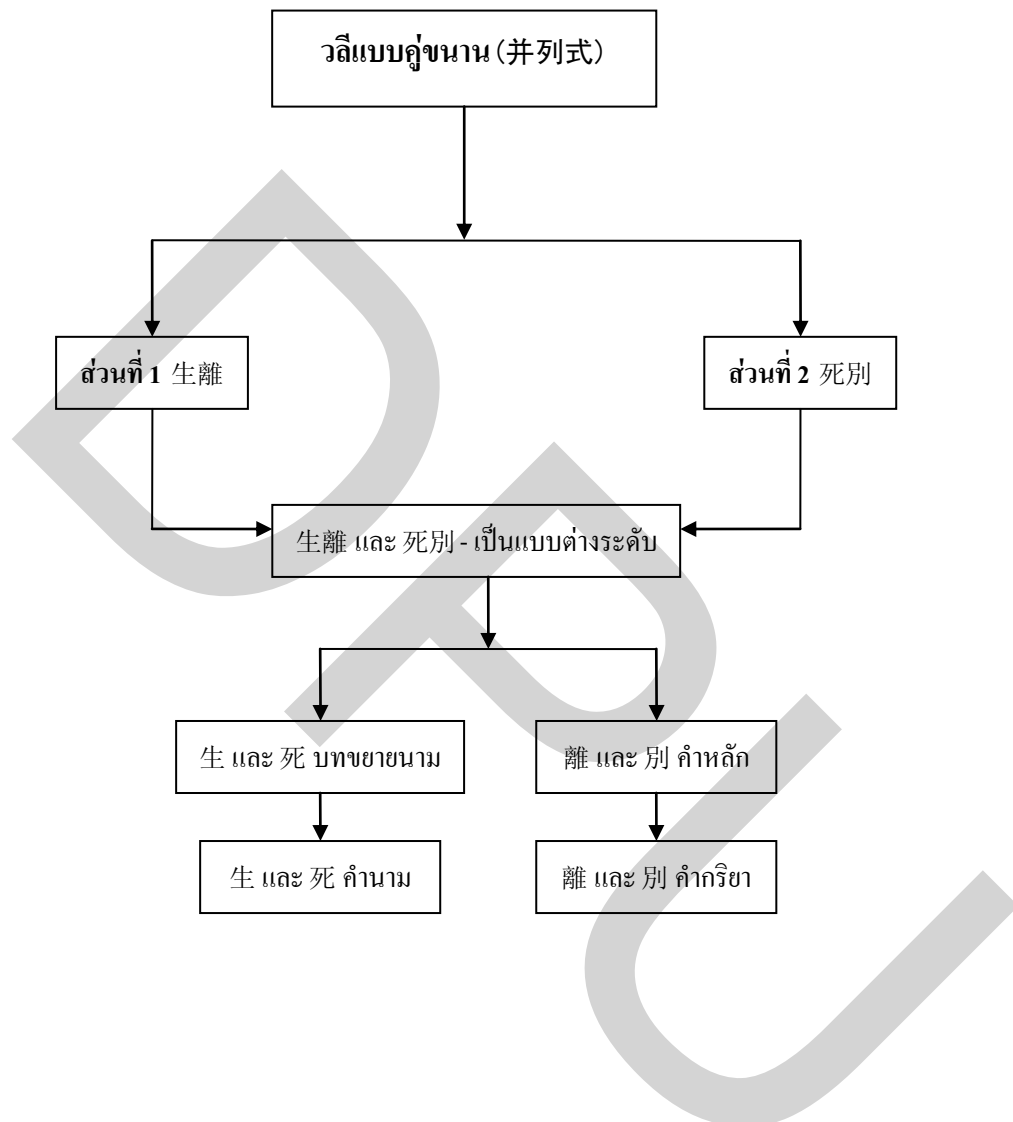 วลีแบบคู่ขนาน (并列式)
ส่วนที่ 1 生離
ส่วนที่ 2 死別
生離 และ 死別 - เป็นแบบต่างระดับ
生 และ 死 บทขยายนาม
離 และ 別 คำหลัก
生 และ 死 คำนาม
離 และ 別 คำกริยา
DPU